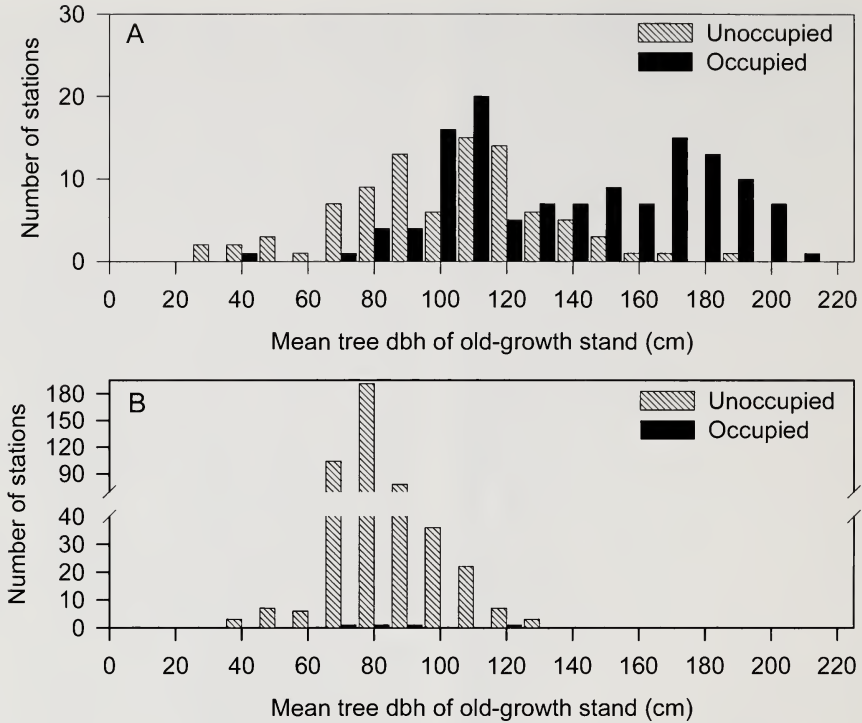 A
Unoccupied
Occupied
Number of stations
30
20
10
0
0 20 40 60 80 100 120 140 160 180 200 220
Mean tree dbh of old-growth stand (cm)
B
Unoccupied
Occupied
Number of stations
180
150
120
90
40
30
20
10
0
0 20 40 60 80 100 120 140 160 180 200 220
Mean tree dbh of old-growth stand (cm)